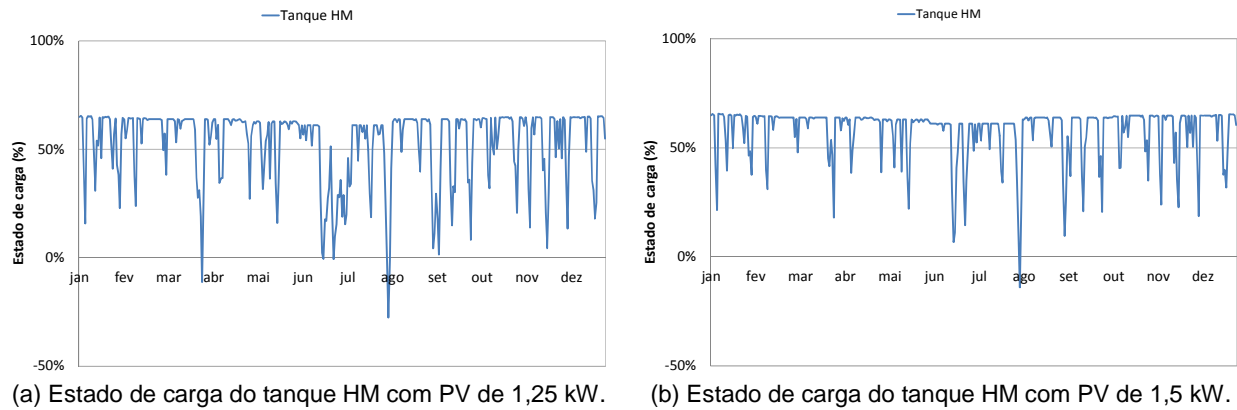 Tanque HM
100%
50%
0%
-50%
Estado de carga (%)
jan fev mar abr mai jun jul ago set out nov dez
(a) Estado de carga do tanque HM com PV de 1,25 kW.
Tanque HM
100%
50%
0%
-50%
Estado de carga (%)
jan fev mar abr mai jun jul ago set out nov dez
(b) Estado de carga do tanque HM com PV de 1,5 kW.